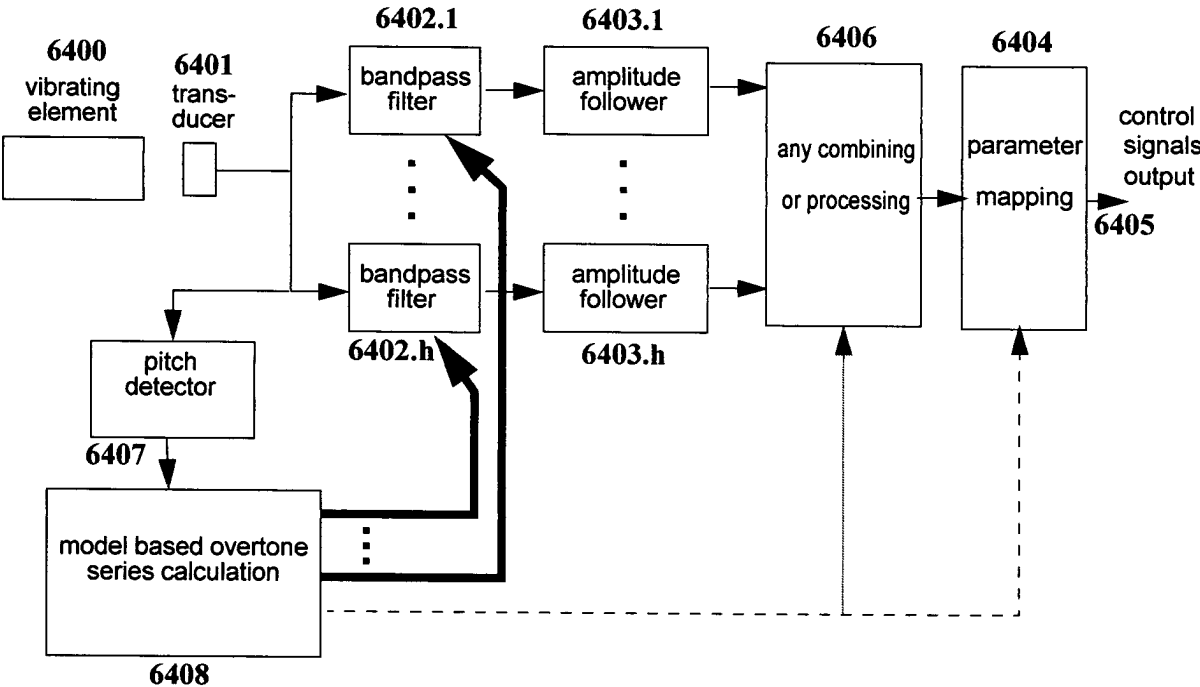 6400
vibrating
element
6401
trans-
ducer
6402.1
bandpass
filter
6403.1
amplitude
follower
6406
any combining
or processing
6404
parameter
mapping
control
signals
output
6405
bandpass
filter
6402.h
amplitude
follower
6403.h
pitch
detector
6407
model based overtone
series calculation
6408